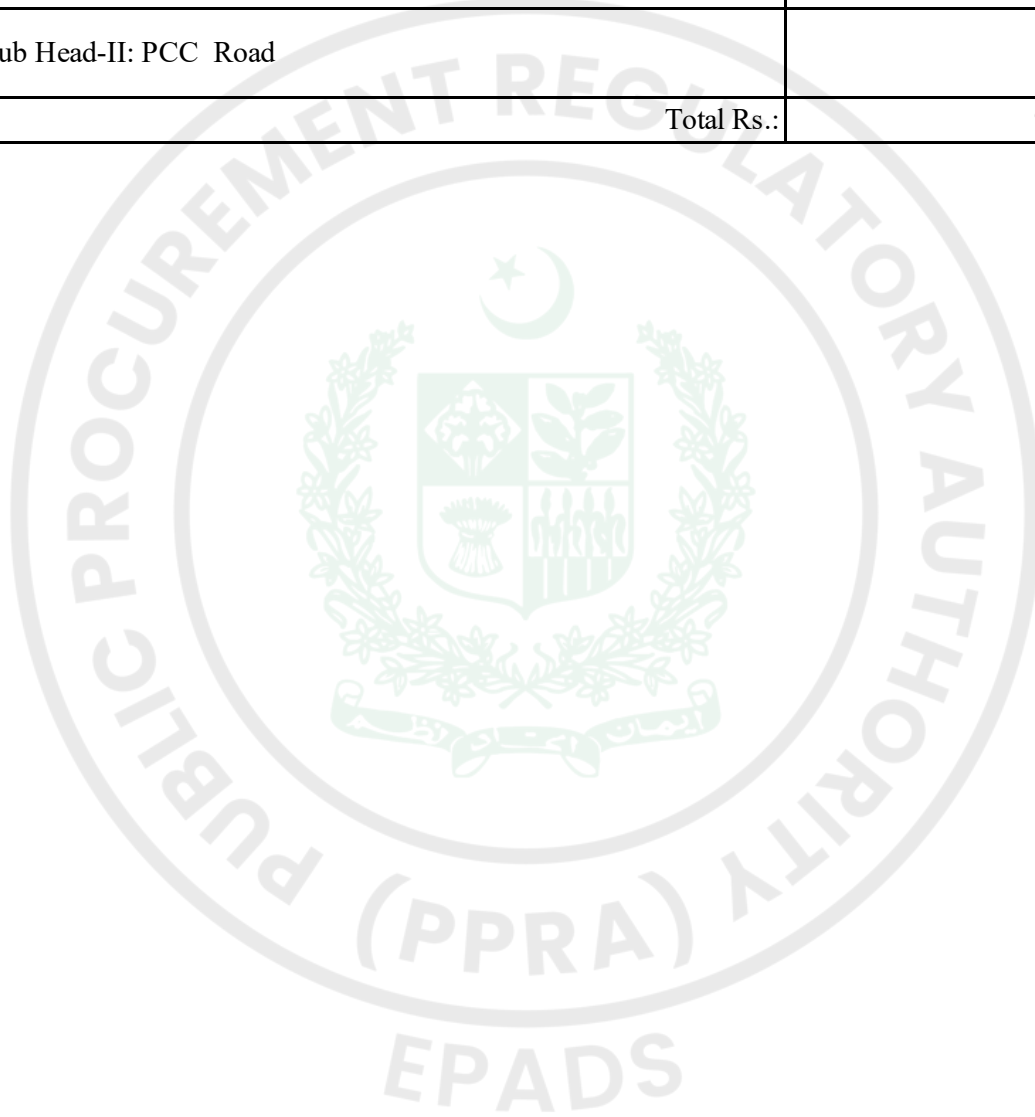 ub Head-II: PCC Road
Total Rs.:
PUBLIC PROCUREMENT REGULATORY AUTHORITY
(PPRA)
EPADS